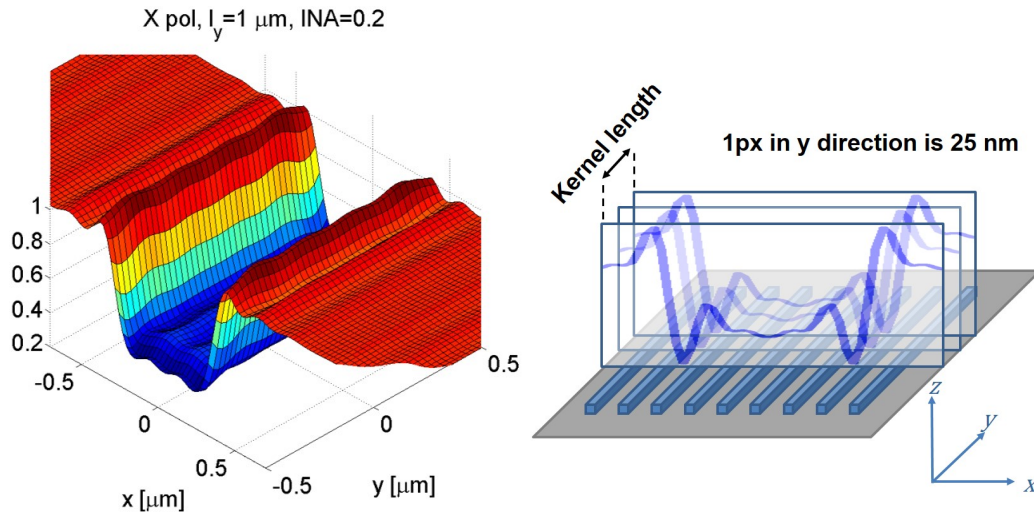 X pol, l_y=1 μm, INA=0.2
1
0.8
0.6
0.4
0.2
-0.5
0
0.5
x [μm]
-0.5
0
0.5
y [μm]
Kernel length
1px in y direction is 25 nm
z
y
x